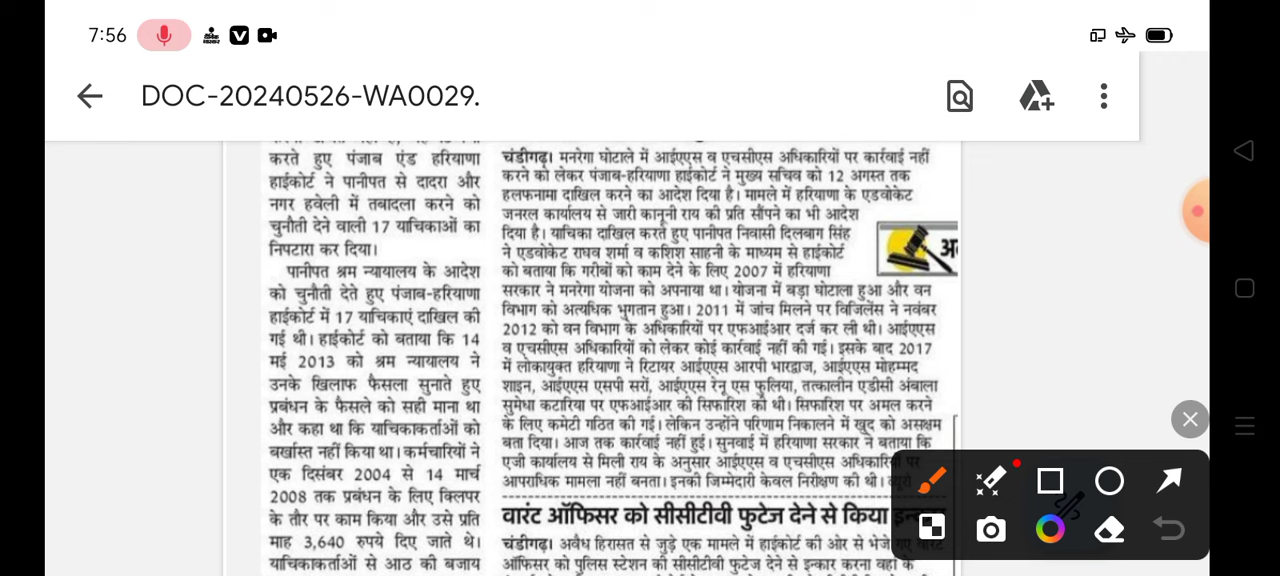 7:56
DOC-20240526-WA0029.
करते हुए पंजाब एंड हरियाणा
हाईकोर्ट ने पानीपत से दादरा और
नगर हवेली में तबादला करने को
चुनौती देने वाली 17 याचिकाओं का
निपटारा कर दिया।
पानीपत श्रम न्यायालय के आदेश
को चुनौती देते हुए पंजाब-हरियाणा
हाईकोर्ट में 17 याचिकाएं दाखिल की
गई थी। हाईकोर्ट को बताया कि 14
मई 2013 को श्रम न्यायालय ने
उनके खिलाफ फैसला सुनाते हुए
प्रबंधन के फैसले को सही माना था
और कहा था कि याचिकाकर्ताओं को
बर्खास्त नहीं किया था। कर्मचारियों ने
एक दिसंबर 2004 से 14 मार्च
2008 तक प्रबंधन के लिए क्लिपर
के तौर पर काम किया और उसे प्रति
माह 3,640 रुपये दिए जाते थे।
याचिकाकर्ताओं से आठ की बजाय
चंडीगढ़। मनरेगा घोटाले में आईएएस व एचसीएस अधिकारियों पर कार्रवाई नहीं
करने को लेकर पंजाब-हरियाणा हाईकोर्ट ने मुख्य सचिव को 12 अगस्त तक
हलफनामा दाखिल करने का आदेश दिया है। मामले में हरियाणा के एडवोकेट
जनरल कार्यालय से जारी कानूनी राय की प्रति सौंपने का भी आदेश
दिया है। याचिका दाखिल करते हुए पानीपत निवासी दिलबाग सिंह
ने एडवोकेट राघव शर्मा व कशिश साहनी के माध्यम से हाईकोर्ट
को बताया कि गरीबों को काम देने के लिए 2007 में हरियाणा
सरकार ने मनरेगा योजना को अपनाया था। योजना में बड़ा घोटाला हुआ और वन
विभाग को अत्यधिक भुगतान हुआ। 2011 में जांच मिलने पर विजिलेंस ने नवंबर
2012 को वन विभाग के अधिकारियों पर एफआईआर दर्ज कर ली थी। आईएएस
व एचसीएस अधिकारियों को लेकर कोई कार्रवाई नहीं की गई। इसके बाद 2017
में लोकायुक्त हरियाणा ने रिटायर आईएएस आरपी भारद्वाज, आईएएस मोहम्मद
शाइन, आईएएस एसपी सरों, आईएएस रेनू एस फुलिया, तत्कालीन एडीसी अंबाला
सुमेधा कटारिया पर एफआईआर की सिफारिश की थी। सिफारिश पर अमल करने
के लिए कमेटी गठित की गई। लेकिन उन्होंने परिणाम निकालने में खुद को असक्षम
बता दिया। आज तक कार्रवाई नहीं हुई। सुनवाई में हरियाणा सरकार ने बताया कि
एजी कार्यालय से मिली राय के अनुसार आईएएस व एचसीएस अधिकारियों पर
आपराधिक मामला नहीं बनता। इनकी जिम्मेदारी केवल निरीक्षण की थी। ब्यूरो
वारंट ऑफिसर को सीसीटीवी फुटेज देने से किया इन्कार
चंडीगढ़। अवैध हिरासत से जुड़े एक मामले में हाईकोर्ट की ओर से भेजे गए वारंट
ऑफिसर को पुलिस स्टेशन की सीसीटीवी फुटेज देने से इन्कार करना वहां के